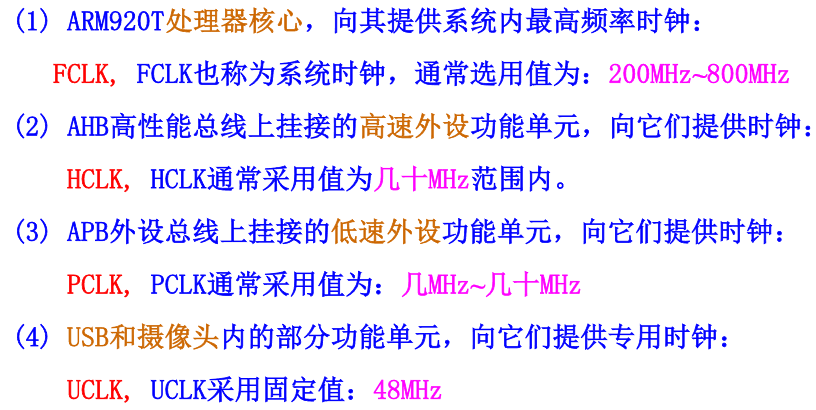 (1) ARM920T处理器核心，向其提供系统内最高频率时钟：
FCLK, FCLK也称为系统时钟，通常选用值为：200MHz~800MHz
(2) AHB高性能总线上挂接的高速外设功能单元，向它们提供时钟：
HCLK, HCLK通常采用值为几十MHz范围内。
(3) APB外设总线上挂接的低速外设功能单元，向它们提供时钟：
PCLK, PCLK通常采用值为：几MHz~几十MHz
(4) USB和摄像头内的部分功能单元，向它们提供专用时钟：
UCLK, UCLK采用固定值：48MHz